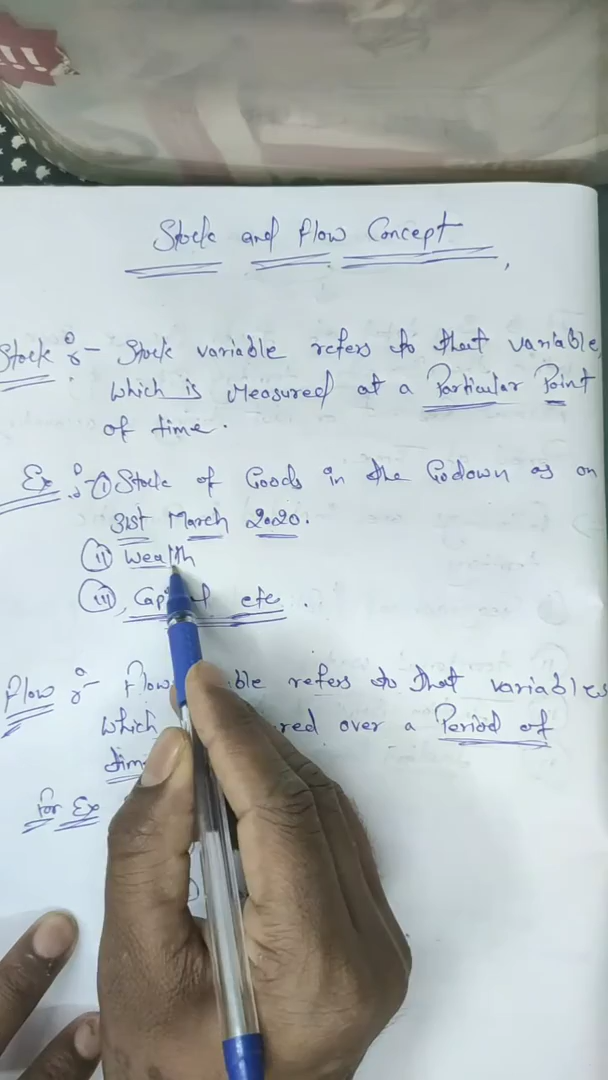 !!!
Stock and flow Concept
Stock :- Stock variable refers to that variable
which is measured at a Particular Point
of time.
Ex :- (i) Stock of Goods in the Godown as on
31st March 2020.
(ii) Wealth
(iii) Capital etc.
Flow :- Flow refers to that variables
which over a Period of
For Ex